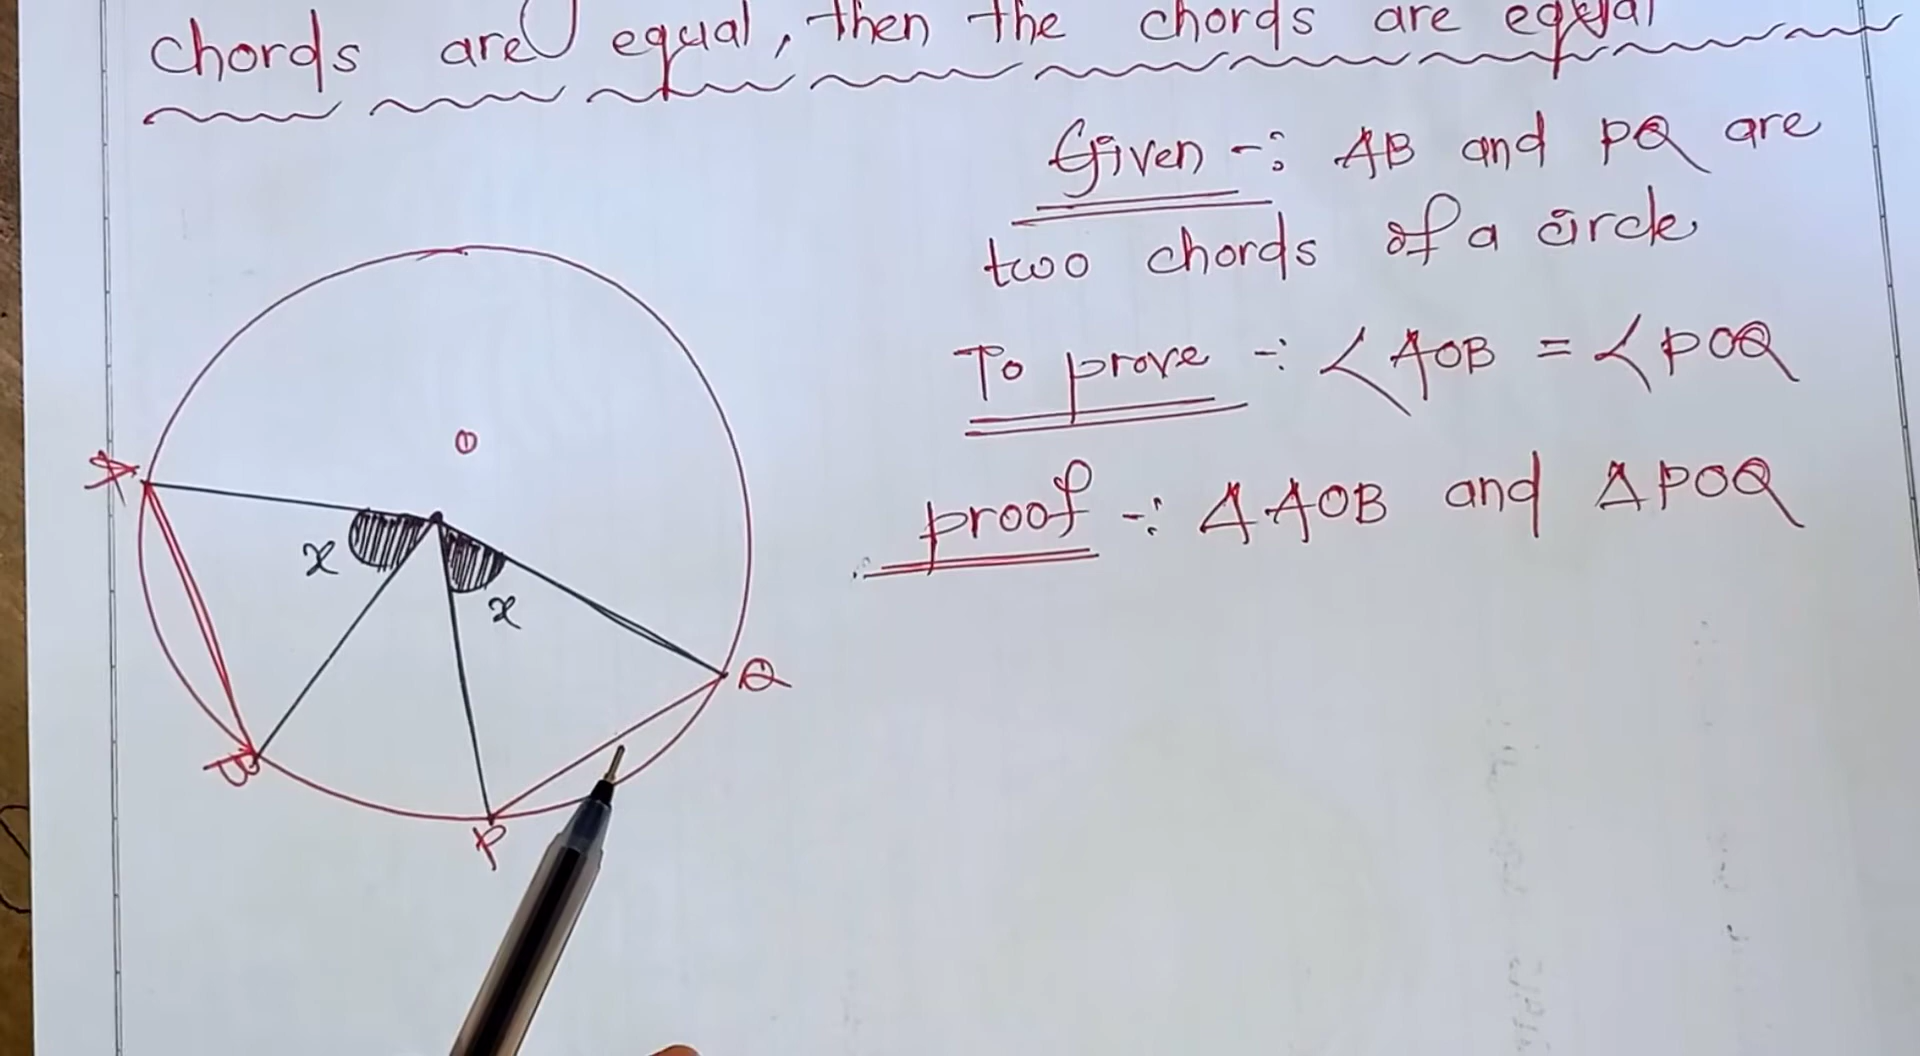 chords are equal, then the chords are equal
Given -: AB and PQ are
two chords of a circle
To prove -: <AOB = <POQ
proof -: ΔAOB and ΔPOQ
O
A
x
x
Q
B
P